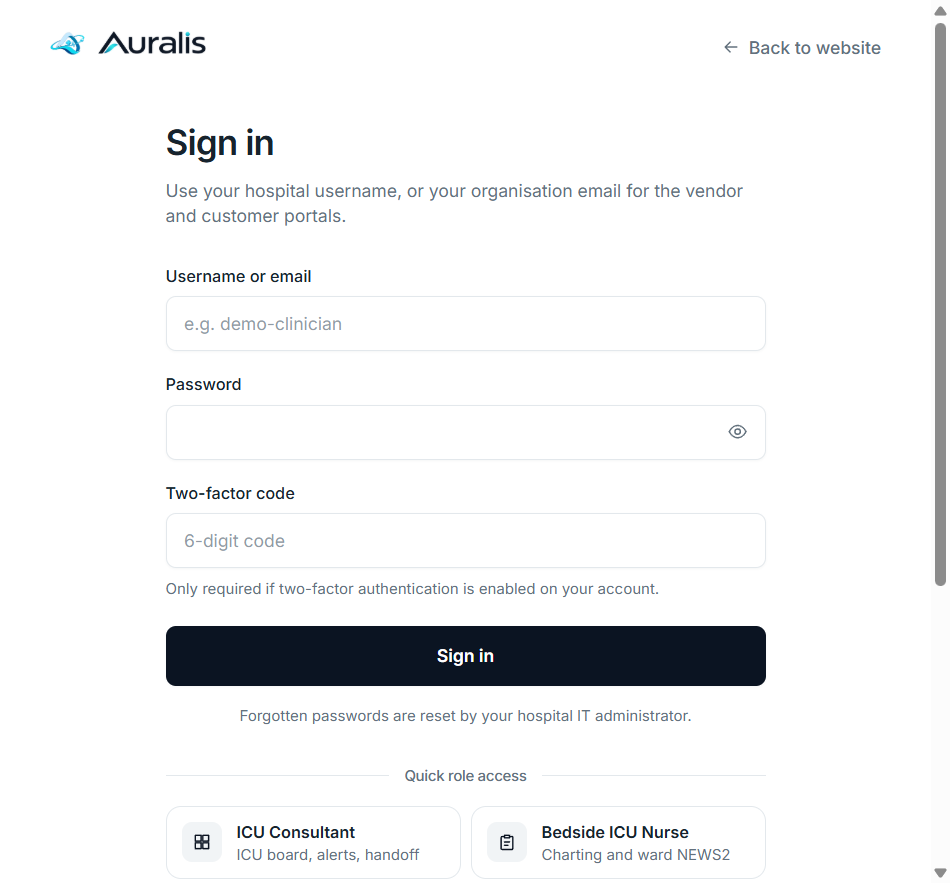 Auralis
← Back to website
Sign in
Use your hospital username, or your organisation email for the vendor
and customer portals.
Username or email
e.g. demo-clinician
Password
Two-factor code
6-digit code
Only required if two-factor authentication is enabled on your account.
Sign in
Forgotten passwords are reset by your hospital IT administrator.
Quick role access
ICU Consultant
ICU board, alerts, handoff
Bedside ICU Nurse
Charting and ward NEWS2